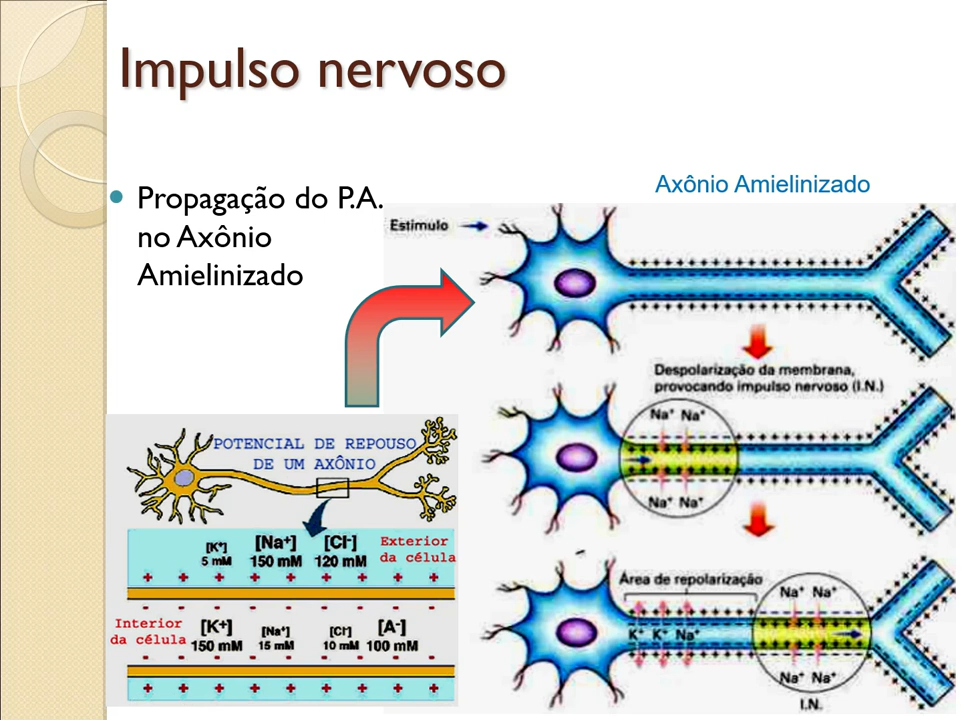 Impulso nervoso
Propagação do P.A.
no Axônio
Amielinizado
Axônio Amielinizado
Estímulo
Despolarização da membrana,
provocando impulso nervoso (I.N.)
Na⁺ Na⁺
Na⁺ Na⁺
Área de repolarização
Na⁺ Na⁺
K⁺ K⁺ Na⁺
Na⁺ Na⁺
I.N.
POTENCIAL DE REPOUSO
DE UM AXÔNIO
[K⁺] [Na⁺] [Cl⁻] Exterior
5 mM 150 mM 120 mM da célula
+ + + + + + + + +
- - - - - - - -
Interior [K⁺] [Na⁺] [Cl⁻] [A⁻]
da célula 150 mM 15 mM 10 mM 100 mM
- - - - - - - -
+ + + + + + + + +